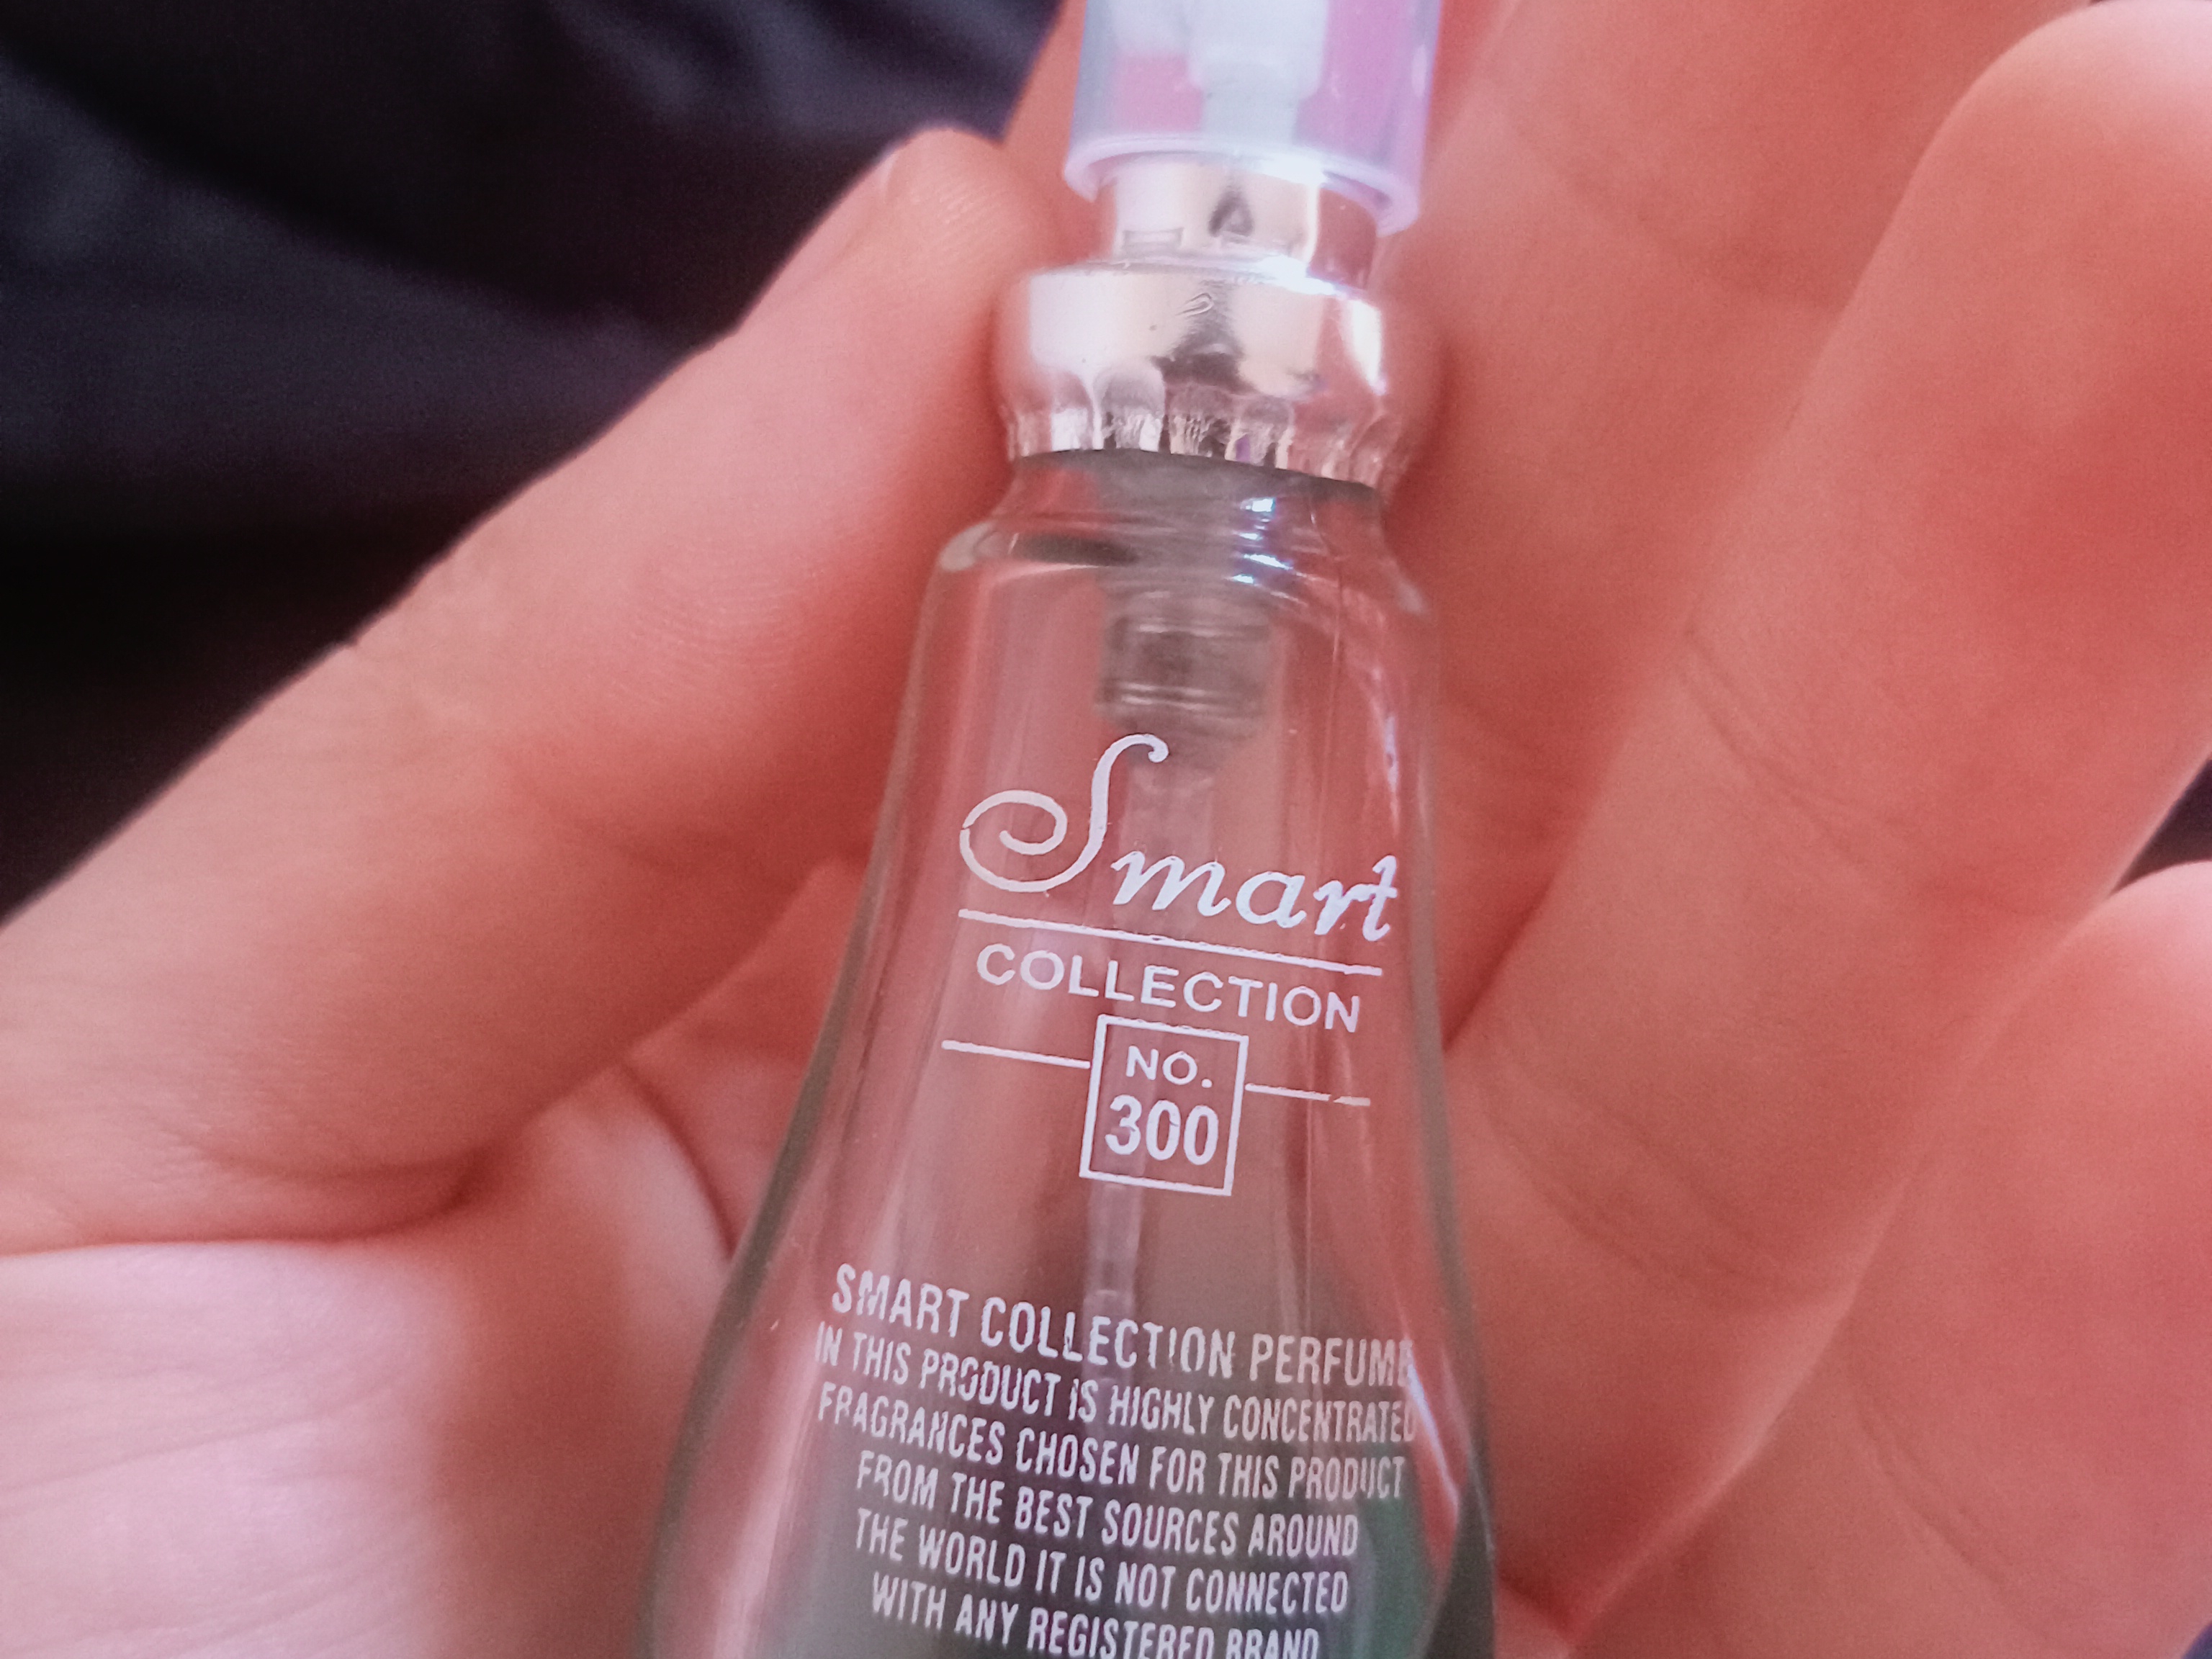 Smart
COLLECTION
NO.
300
SMART COLLECTION PERFUME
IN THIS PRODUCT IS HIGHLY CONCENTRATED
FRAGRANCES CHOSEN FOR THIS PRODUCT
FROM THE BEST SOURCES AROUND
THE WORLD IT IS NOT CONNECTED
WITH ANY REGISTERED BRAND